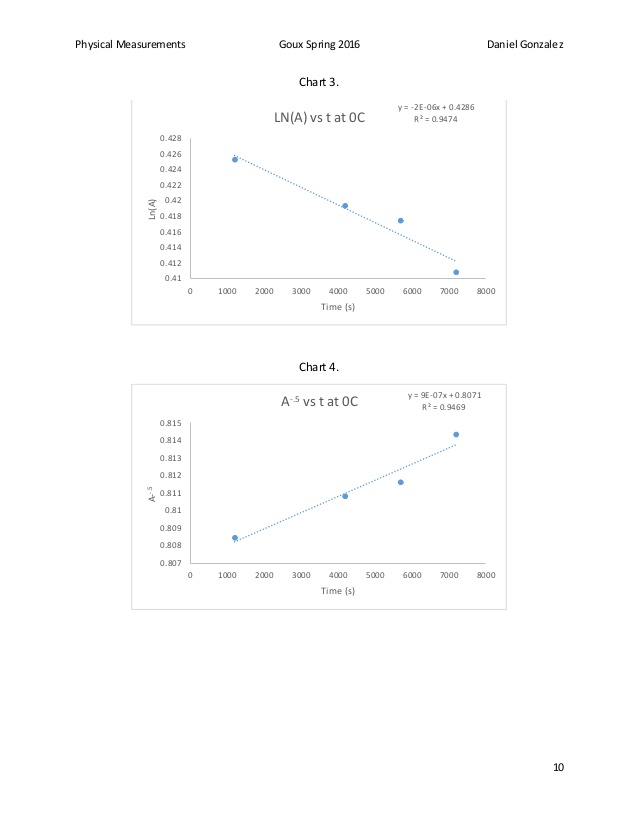 Physical Measurements Goux Spring 2016 Daniel Gonzalez
Chart 3.
LN(A) vs t at 0C
y = -2E-06x + 0.4286
R² = 0.9474
0.428
0.426
0.424
0.422
0.42
0.418
0.416
0.414
0.412
0.41
Ln(A)
0 1000 2000 3000 4000 5000 6000 7000 8000
Time (s)
Chart 4.
A⁻·⁵ vs t at 0C
y = 9E-07x + 0.8071
R² = 0.9469
0.815
0.814
0.813
0.812
0.811
0.81
0.809
0.808
0.807
A⁻·⁵
0 1000 2000 3000 4000 5000 6000 7000 8000
Time (s)
10